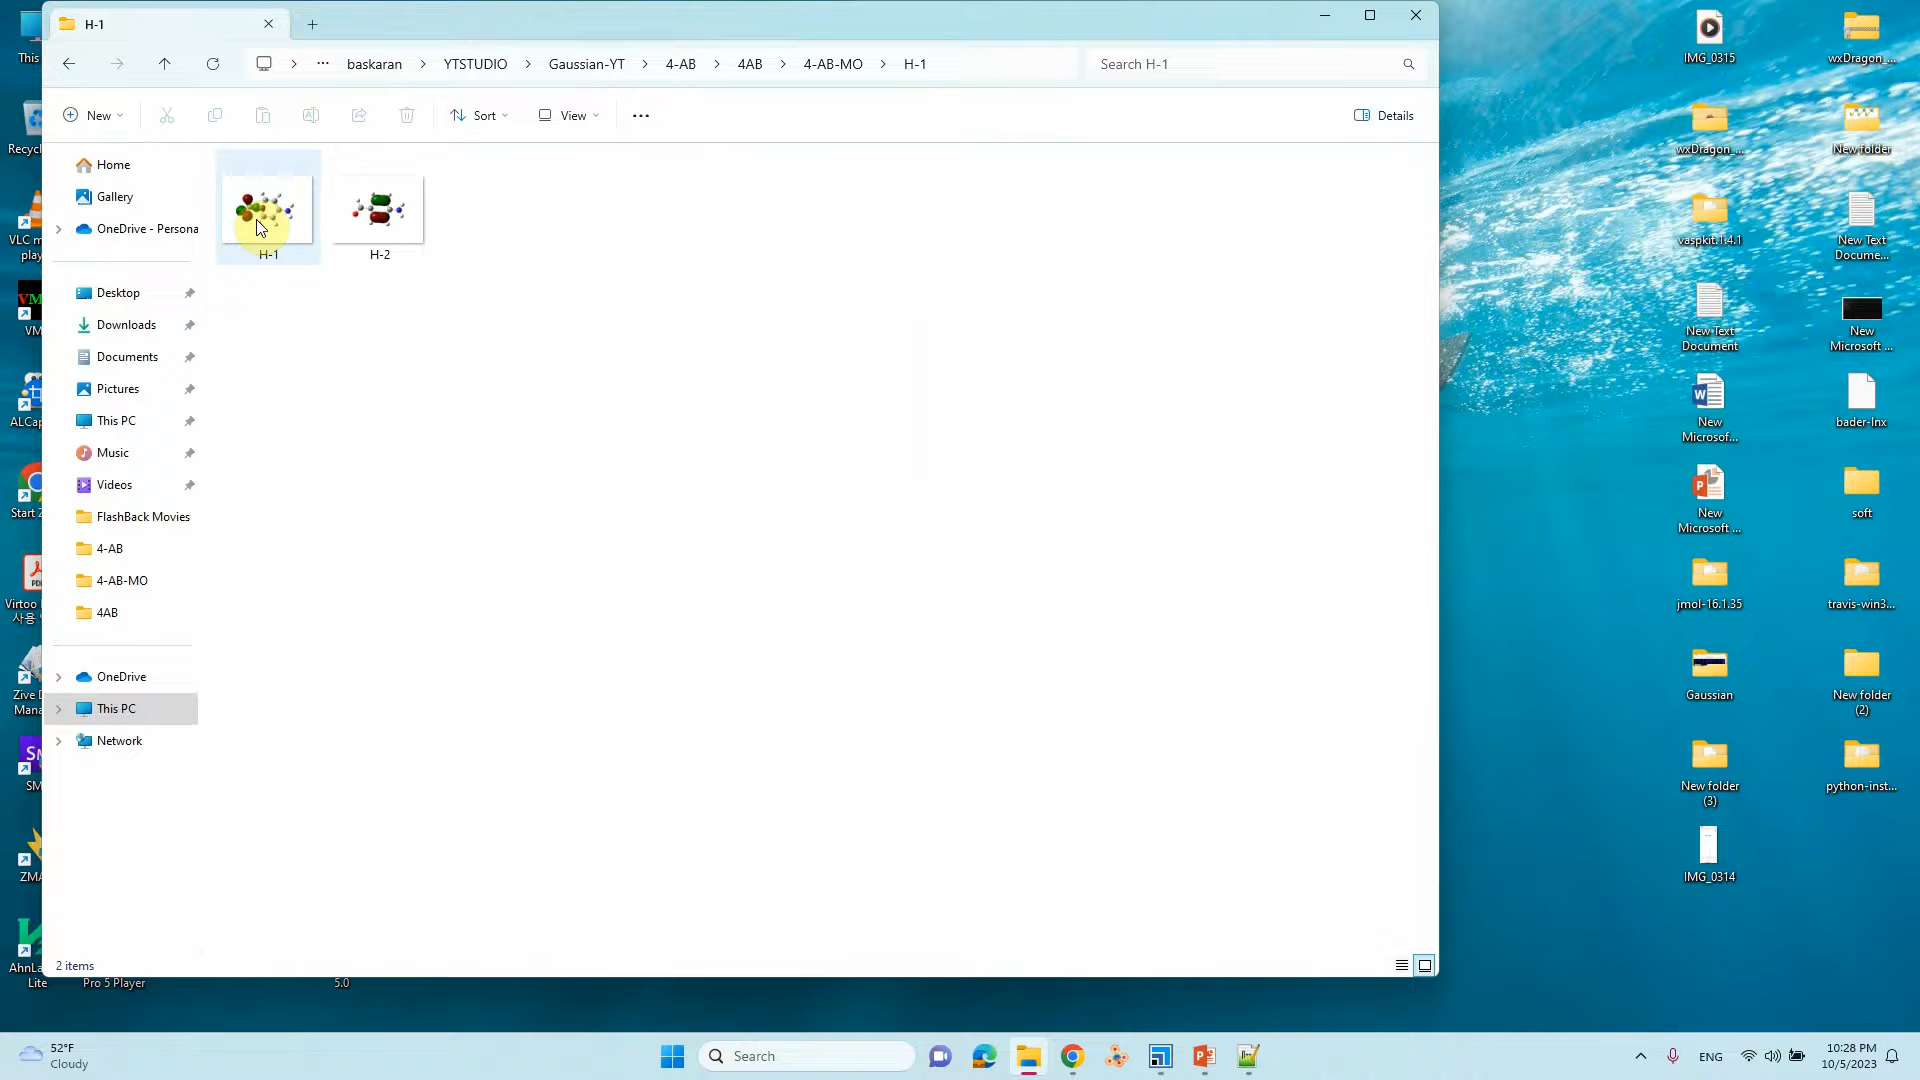 H-1
baskaran
YTSTUDIO
Gaussian-YT
4-AB
4AB
4-AB-MO
H-1
Search H-1
New
Sort
View
Details
Home
Gallery
OneDrive - Persona
Desktop
Downloads
Documents
Pictures
This PC
Music
Videos
FlashBack Movies
4-AB
4-AB-MO
4AB
OneDrive
This PC
Network
H-1
H-2
2 items
This
Recycl
VLC m
play
VM
VM
ALCap
Start Z
PDF
Virtoo
사용
Zive D
Mana
SM
SM
ZMA
AhnLa
Lite
Pro 5 Player
5.0
IMG_0315
wxDragon_...
wxDragon_...
New folder
vaspkit.1.4.1
New Text
Docume...
New Text
Document
New
Microsoft ...
New
Microsof...
bader-lnx
New
Microsoft ...
soft
jmol-16.1.35
travis-win3...
Gaussian
New folder
(2)
New folder
(3)
python-inst...
IMG_0314
52°F
Cloudy
Search
ENG
10:28 PM
10/5/2023